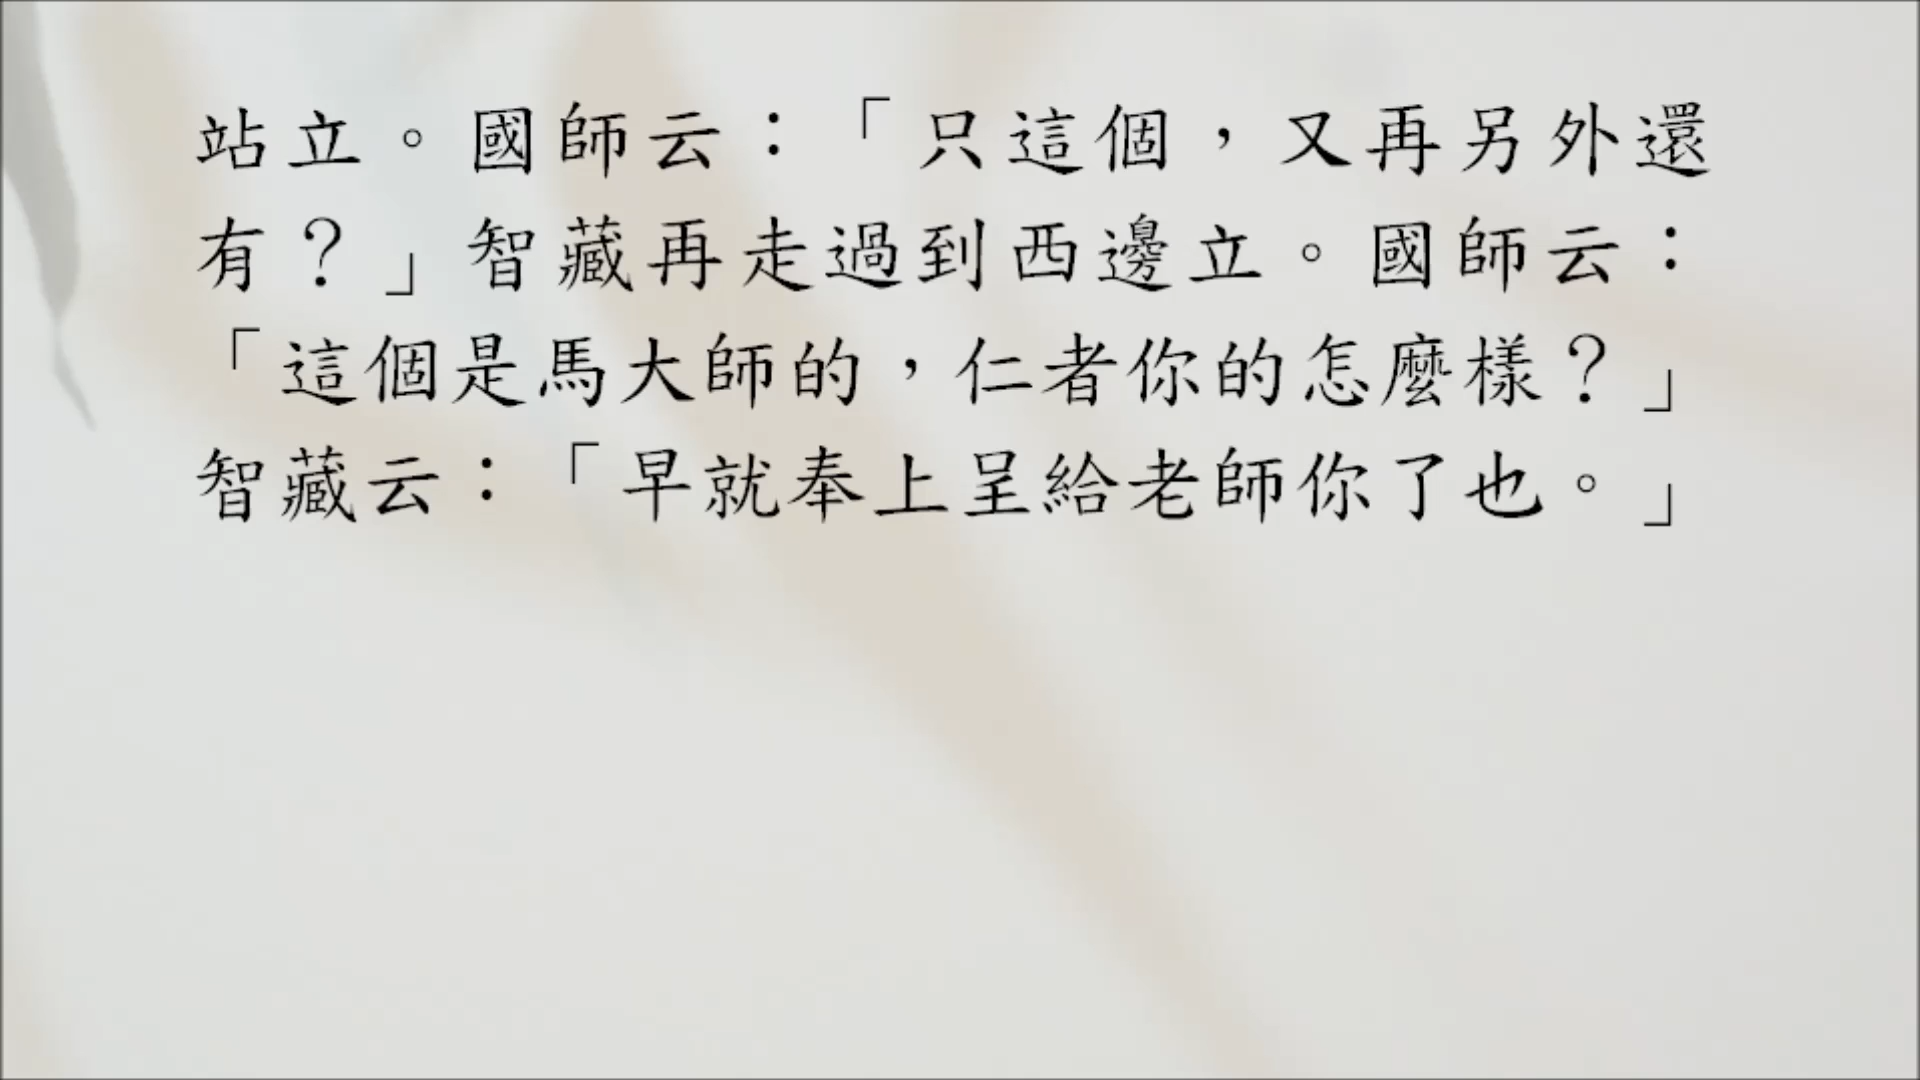 站立。國師云：「只這個，又再另外還
有？」智藏再走過到西邊立。國師云：
「這個是馬大師的，仁者你的怎麼樣？」
智藏云：「早就奉上呈給老師你了也。」